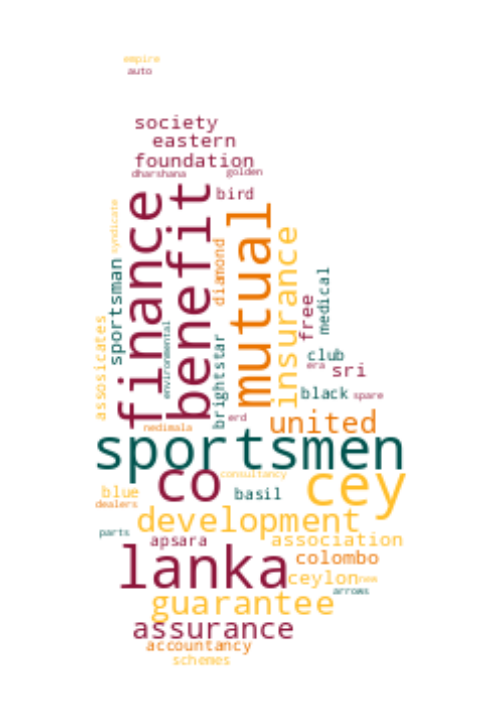 empire
auto
society
eastern
foundation
dharshana golden
bird
syndicate
finance
benefit
mutual
insurance
sportsman
diamond
medical
free
assosicates
environmental
brightstar
club
era sri
black spare
erd
united
nedimala
sportsmen
co
consultancy
cey
blue
basil
dealers
development
parts
apsara
association
colombo
lanka
ceylon new
arrows
guarantee
assurance
accountancy
schemes